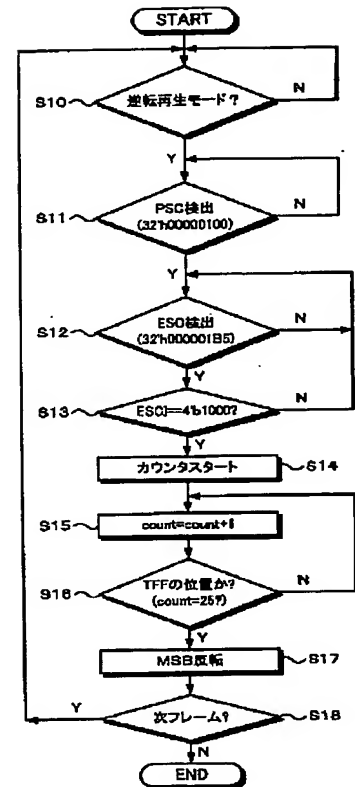 START
S10
逆転再生モード?
N
Y
S11
PSC検出
(32'h00000100)
N
Y
S12
ESC検出
(32'h000001B5)
N
Y
S13
ESCI==4'b1000?
N
Y
カウンタスタート
S14
S15
count=count+1
S16
TFFの位置か?
(count=25?)
N
Y
MSB反転
S17
Y
次フレーム?
S18
N
END